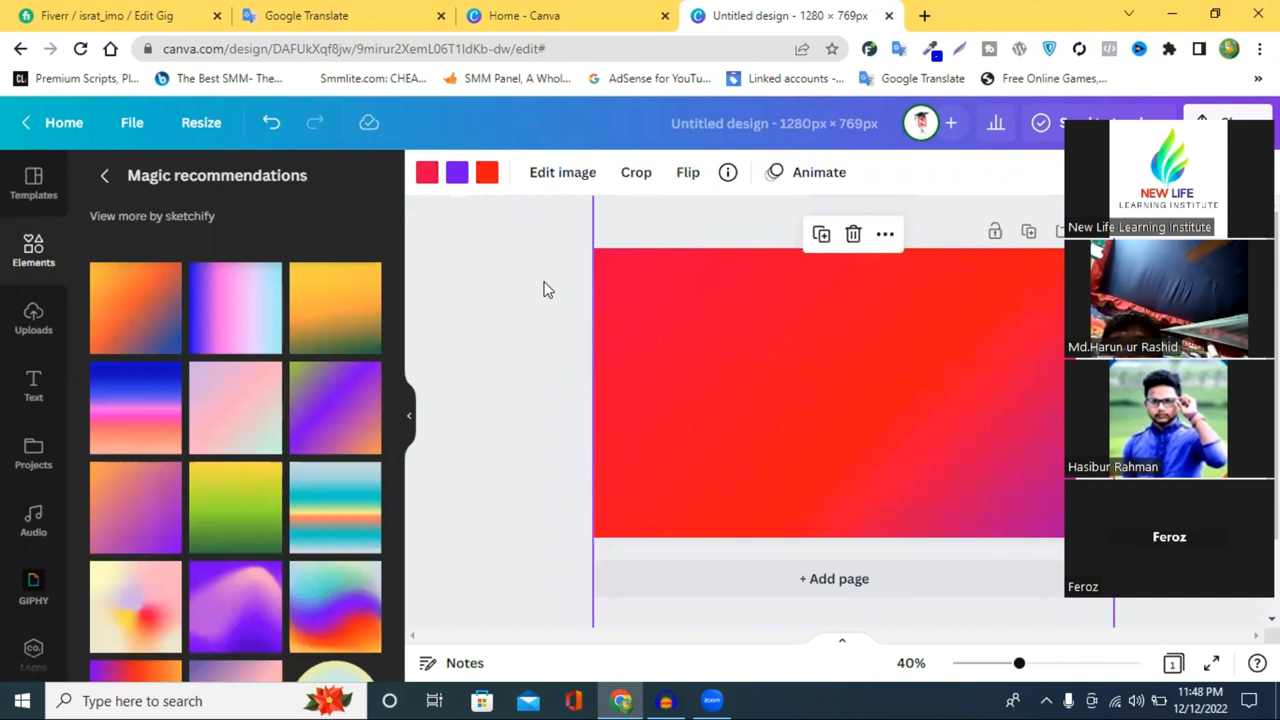 Fiverr / israt_imo / Edit Gig
Google Translate
Home - Canva
Untitled design - 1280 × 769px
canva.com/design/DAFUkXqf8jw/9mirur2XemL06T1IdKb-dw/edit#
Premium Scripts, Pl...
The Best SMM- The...
Smmlite.com: CHEA...
SMM Panel, A Whol...
AdSense for YouTu...
Linked accounts -...
Google Translate
Free Online Games,...
Home
File
Resize
Untitled design - 1280px × 769px
Templates
Elements
Uploads
Text
Projects
Audio
GIPHY
CO.
Logos
Magic recommendations
View more by sketchify
Edit image
Crop
Flip
Animate
+ Add page
Notes
40%
1
NEW LIFE
LEARNING INSTITUTE
New Life Learning Institute
Md.Harun ur Rashid
Hasibur Rahman
Feroz
Feroz
Type here to search
zoom
11:48 PM
12/12/2022